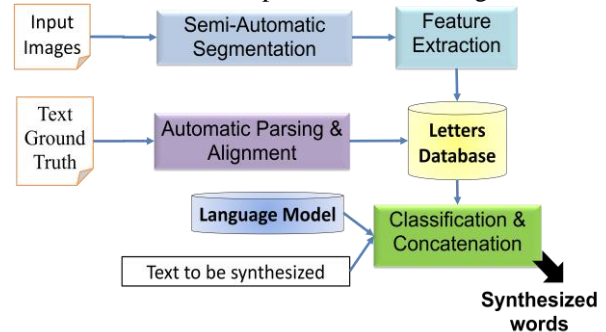 Input
Images
Semi-Automatic
Segmentation
Feature
Extraction
Text
Ground
Truth
Automatic Parsing &
Alignment
Letters
Database
Language Model
Classification &
Concatenation
Text to be synthesized
Synthesized
words